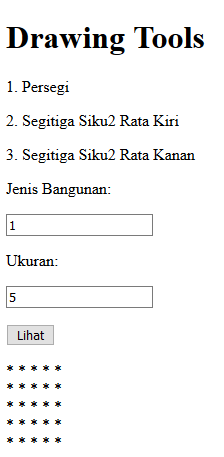 Drawing Tools
1. Persegi
2. Segitiga Siku2 Rata Kiri
3. Segitiga Siku2 Rata Kanan
Jenis Bangunan:
1
Ukuran:
5
Lihat
* * * * *
* * * * *
* * * * *
* * * * *
* * * * *